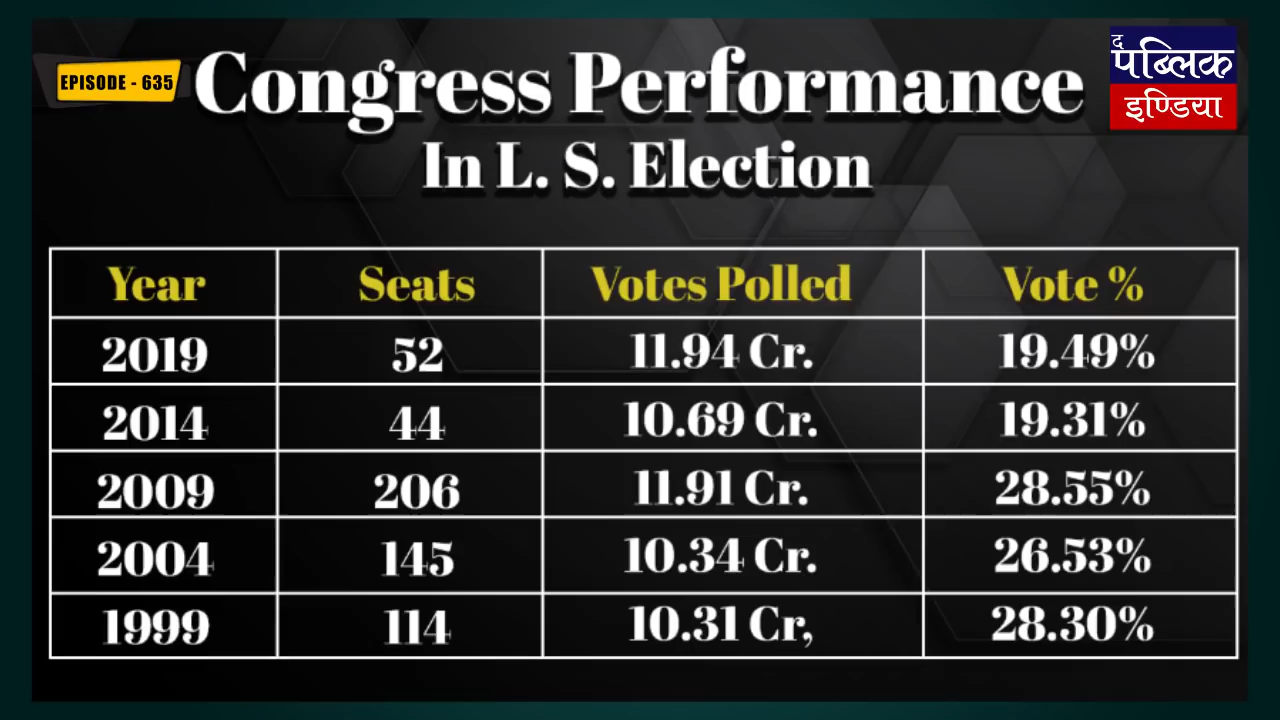 EPISODE - 635
Congress Performance
In L. S. Election
द
पब्लिक
इण्डिया
Year Seats Votes Polled Vote %
2019 52 11.94 Cr. 19.49%
2014 44 10.69 Cr. 19.31%
2009 206 11.91 Cr. 28.55%
2004 145 10.34 Cr. 26.53%
1999 114 10.31 Cr, 28.30%